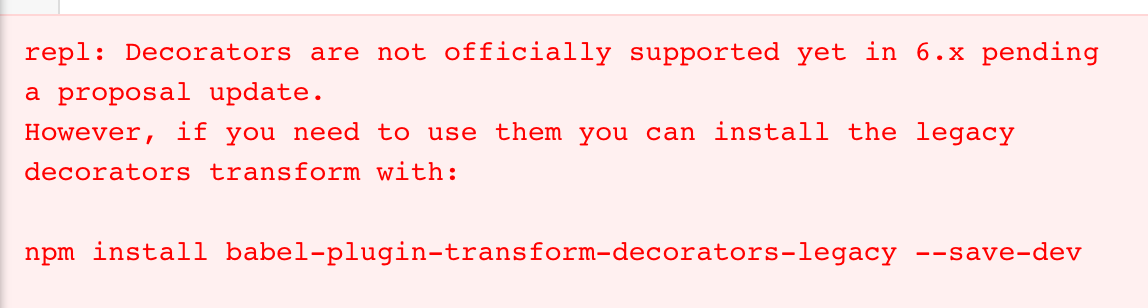 repl: Decorators are not officially supported yet in 6.x pending
a proposal update.
However, if you need to use them you can install the legacy
decorators transform with:
npm install babel-plugin-transform-decorators-legacy --save-dev